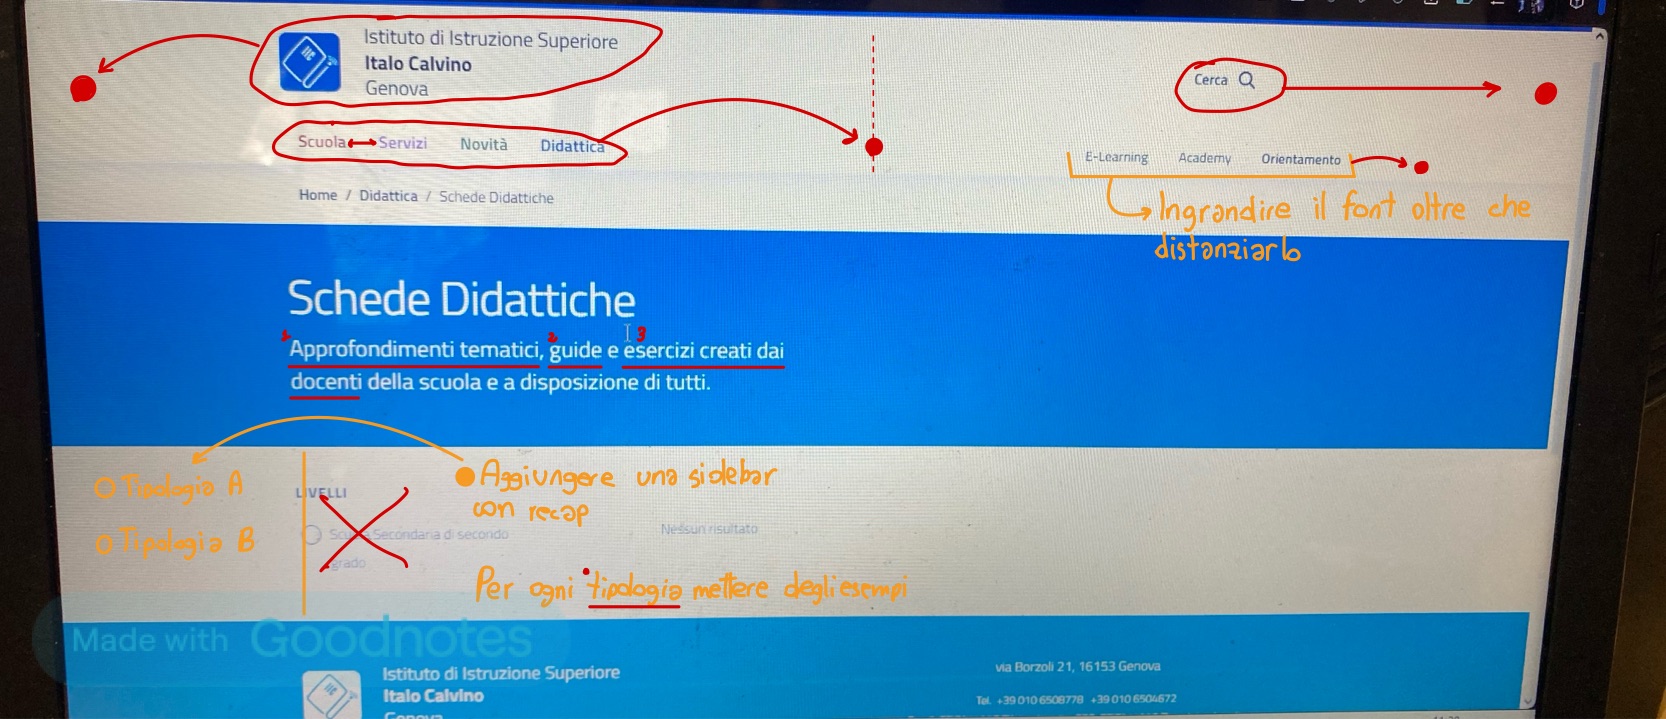 Istituto di Istruzione Superiore
Italo Calvino
Genova
Cerca
Scuola Servizi Novità Didattica
E-Learning Academy Orientamento
Home / Didattica / Schede Didattiche
Ingrandire il font oltre che
distanziarlo
Schede Didattiche
1 2 3
Approfondimenti tematici, guide e esercizi creati dai
docenti della scuola e a disposizione di tutti.
Tipologia A
LIVELLI
Aggiungere una sidebar
con recap
Tipologia B
Scuola Secondaria di secondo
grado
Nessun risultato
Per ogni tipologia mettere degli esempi
Made with Goodnotes
Istituto di Istruzione Superiore
Italo Calvino
Genova
via Borzoli 21, 16153 Genova
Tel. +39 010 6508778 +39 010 6504672